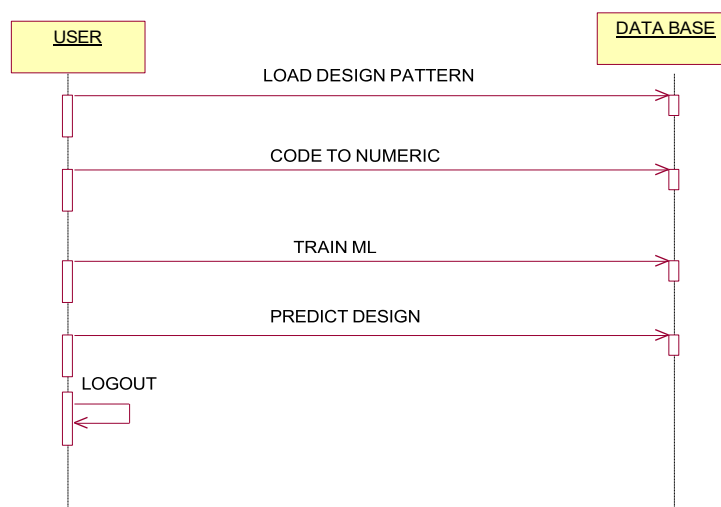 USER
DATA BASE
LOAD DESIGN PATTERN
CODE TO NUMERIC
TRAIN ML
PREDICT DESIGN
LOGOUT